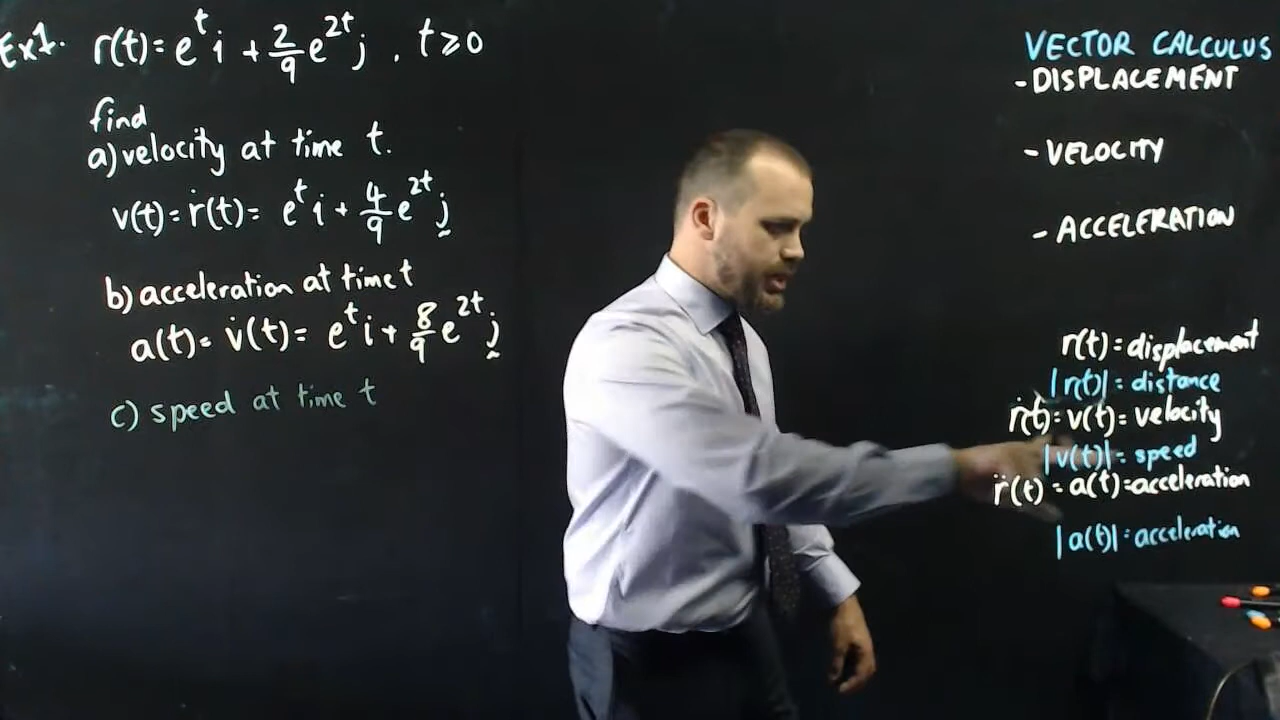 Ex1. r(t) = e^t i + 2/9 e^2t j , t ≥ 0
find
a) velocity at time t.
v(t) = ṙ(t) = e^t i + 4/9 e^2t j
b) acceleration at time t
a(t) = v̇(t) = e^t i + 8/9 e^2t j
c) speed at time t
VECTOR CALCULUS
- DISPLACEMENT
- VELOCITY
- ACCELERATION
r(t) = displacement
|r(t)| = distance
ṙ(t) = v(t) = velocity
|v(t)| = speed
r̈(t) = a(t) = acceleration
|a(t)| = acceleration